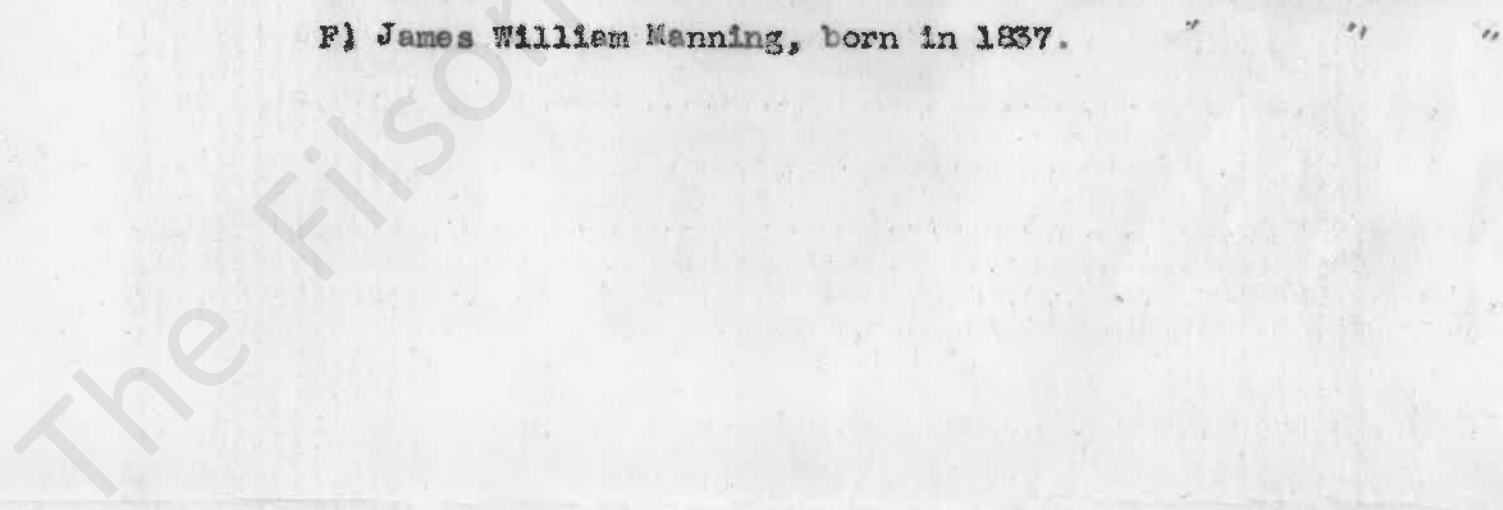 F) James William Manning, born in 1837. " " "
The Filson